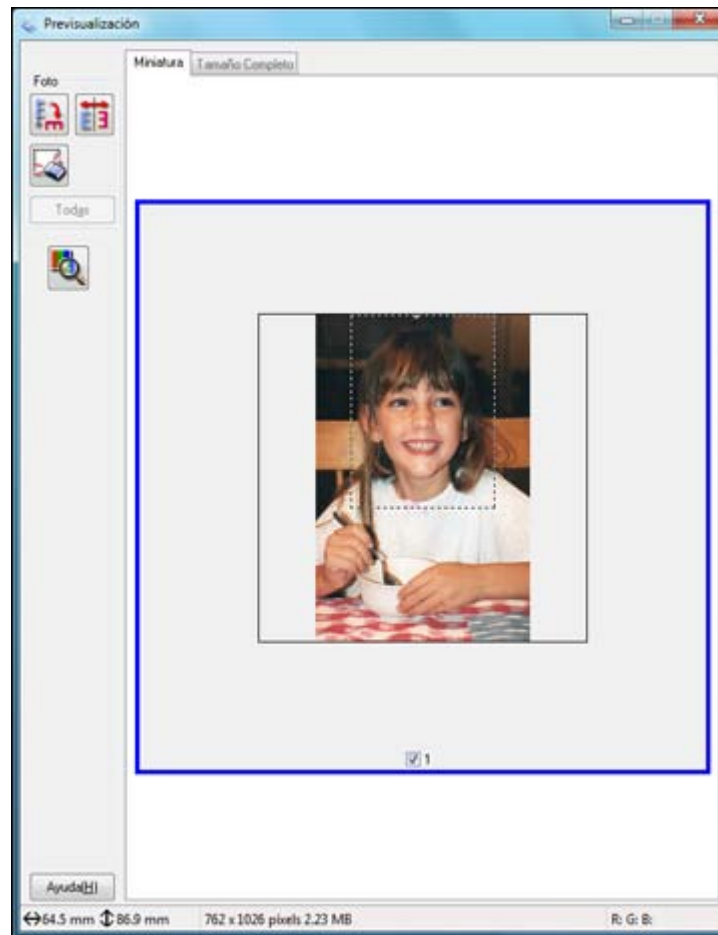 Previsualización
Miniatura
Tamaño Completo
Foto
Todas
1
Ayuda(H)
64.5 mm 86.9 mm 762 x 1026 pixels 2.23 MB R: G: B: